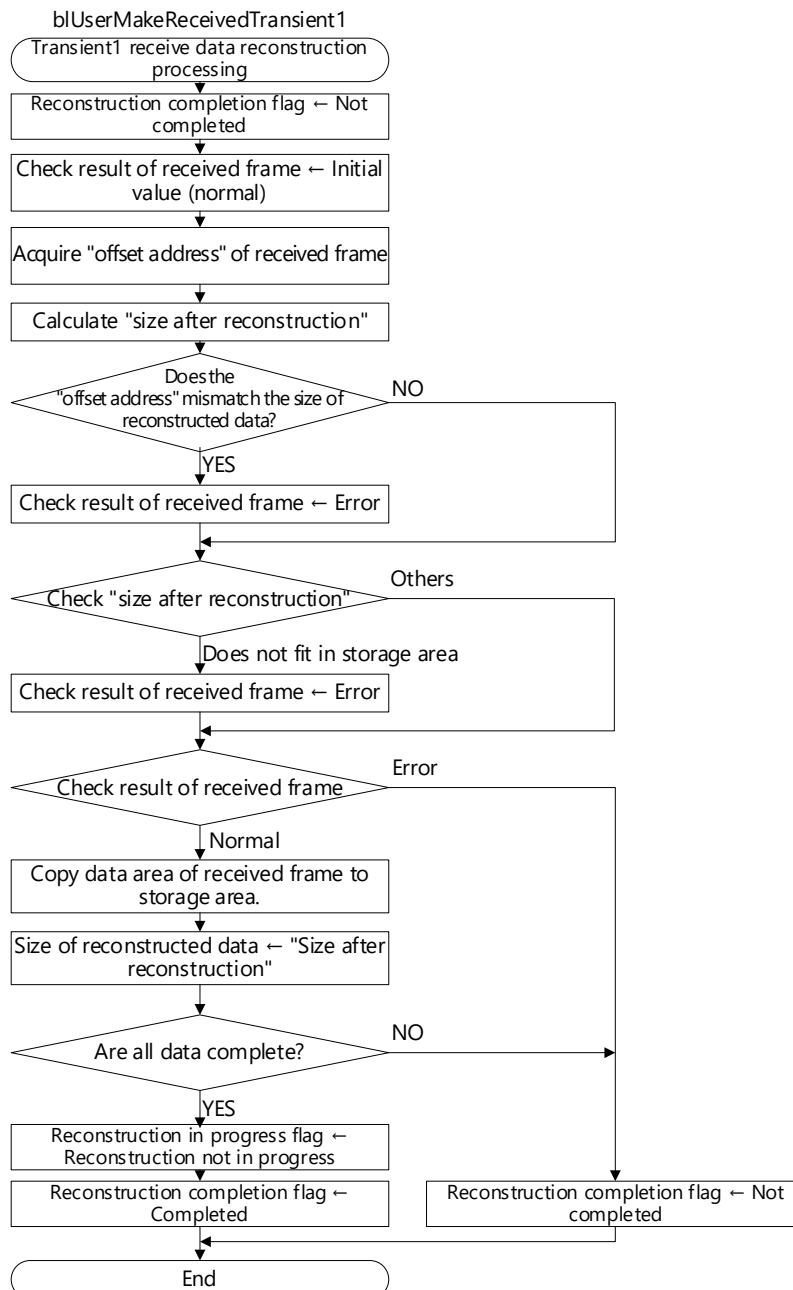 blUserMakeReceivedTransient1
Transient1 receive data reconstruction
processing
Reconstruction completion flag ← Not
completed
Check result of received frame ← Initial
value (normal)
Acquire "offset address" of received frame
Calculate "size after reconstruction"
Does the
"offset address" mismatch the size of
reconstructed data?
NO
YES
Check result of received frame ← Error
Check "size after reconstruction"
Others
Does not fit in storage area
Check result of received frame ← Error
Check result of received frame
Error
Normal
Copy data area of received frame to
storage area.
Size of reconstructed data ← "Size after
reconstruction"
Are all data complete?
NO
YES
Reconstruction in progress flag ←
Reconstruction not in progress
Reconstruction completion flag ←
Completed
Reconstruction completion flag ← Not
completed
End